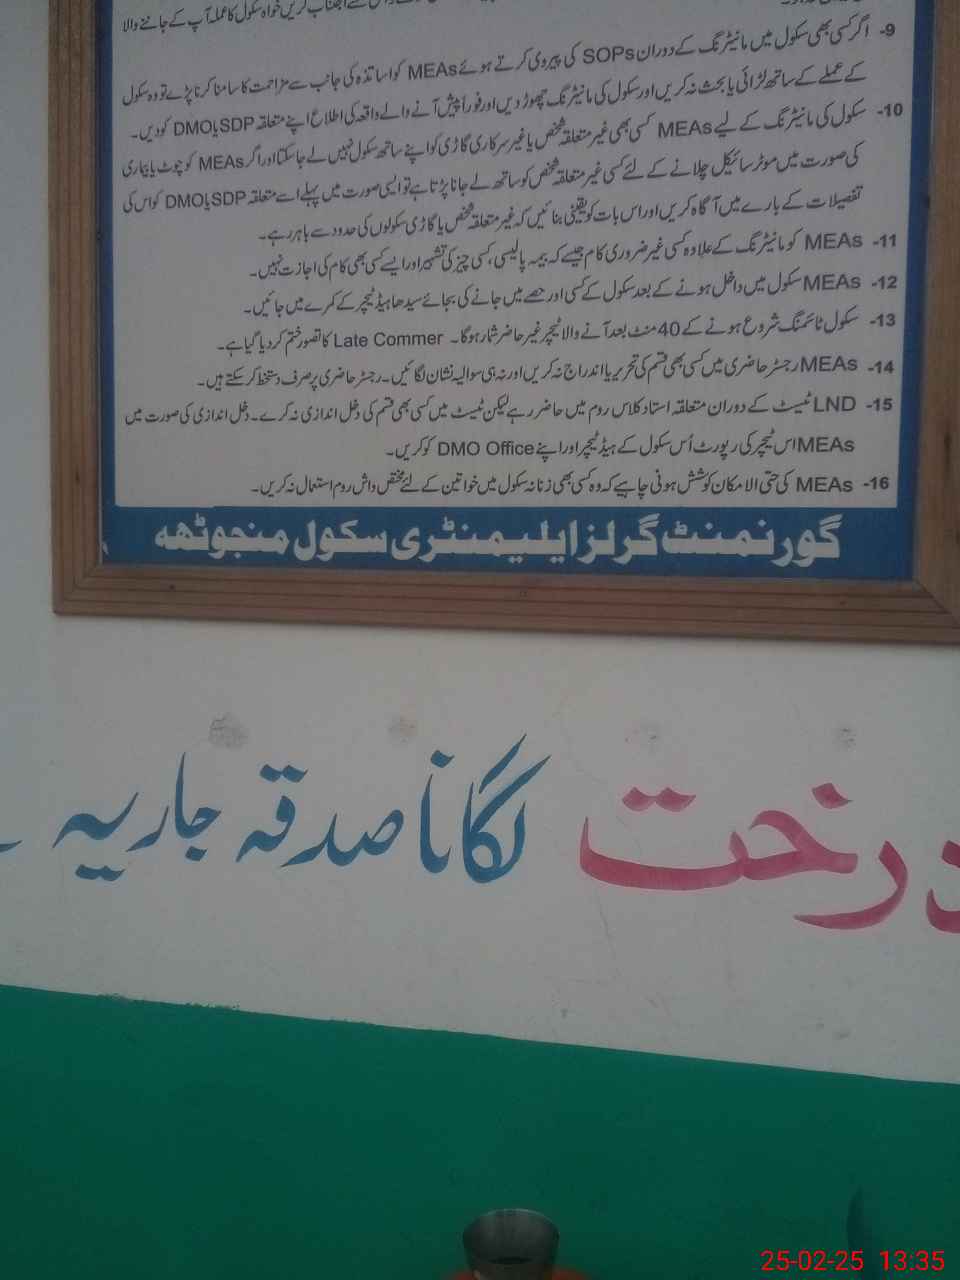 اجتناب کریں خواہ سکول کا عملہ آپ کے جاننے والا
9- اگر کسی بھی سکول میں مانیٹرنگ کے دوران SOPs کی پیروی کرتے ہوئے MEAs کو اساتذہ کی جانب سے مزاحمت کا سامنا کرنا پڑے تو وہ سکول
کے عملے کے ساتھ لڑائی یا بحث نہ کریں اور سکول کی مانیٹرنگ چھوڑ دیں اور فوراً پیش آنے والے واقعہ کی اطلاع اپنے متعلقہ SDP یا DMO کو دیں۔
10- سکول کی مانیٹرنگ کے لیے MEAs کسی بھی غیر متعلقہ شخص یا غیر سرکاری گاڑی کو اپنے ساتھ سکول نہیں لے جا سکتا اور اگر MEAs کو چوٹ یا بیماری
کی صورت میں موٹر سائیکل چلانے کے لئے کسی غیر متعلقہ شخص کو ساتھ لے جانا پڑتا ہے تو ایسی صورت میں پہلے اسے متعلقہ SDP یا DMO کو اس کی
تفصیلات کے بارے میں آگاہ کریں اور اس بات کو یقینی بنائیں کہ غیر متعلقہ شخص یا گاڑی سکولوں کی حدود سے باہر رہے۔
11- MEAs کو مانیٹرنگ کے علاوہ کسی غیر ضروری کام جیسے کہ بیمہ پالیسی، کسی چیز کی تشہیر اور ایسے کسی بھی کام کی اجازت نہیں۔
12- MEAs سکول میں داخل ہونے کے بعد سکول کے کسی اور حصے میں جانے کی بجائے سیدھا ہیڈ ٹیچر کے کمرے میں جائیں۔
13- سکول ٹائمنگ شروع ہونے کے 40 منٹ بعد آنے والا ٹیچر غیر حاضر شمار ہوگا۔ Late Commer کا تصور ختم کر دیا گیا ہے۔
14- MEAs رجسٹر حاضری میں کسی بھی قسم کی تحریر یا اندراج نہ کریں اور نہ ہی سوالیہ نشان لگائیں۔ رجسٹر حاضری پر صرف دستخط کر سکتے ہیں۔
15- LND ٹیسٹ کے دوران متعلقہ استاد کلاس روم میں حاضر رہے لیکن ٹیسٹ میں کسی بھی قسم کی دخل اندازی نہ کرے۔ دخل اندازی کی صورت میں
MEAs اس ٹیچر کی رپورٹ اُس سکول کے ہیڈ ٹیچر اور اپنے DMO Office کو کریں۔
16- MEAs کی حتی الامکان کوشش ہونی چاہیے کہ وہ کسی بھی زنانہ سکول میں خواتین کے لئے مختص واش روم استعمال نہ کریں۔
گورنمنٹ گرلز ایلیمنٹری سکول منجوٹھہ
درخت لگانا صدقہ جاریہ
25-02-25 13:35